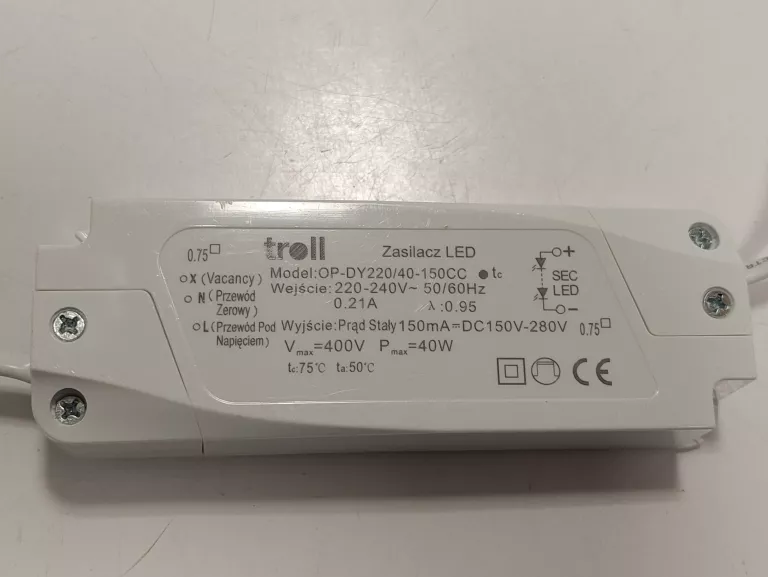 troll
Zasilacz LED
0.75
Model:OP-DY220/40-150CC tc
X (Vacancy)
N (Przewód Zerowy)
L (Przewód Pod Napięciem)
Wejście: 220-240V~ 50/60Hz
0.21A λ:0.95
Wyjście: Prąd Stały 150mA⎓DC150V-280V
Vmax=400V Pmax=40W
tc:75℃ ta:50℃
+
SEC
LED
-
0.75
CE